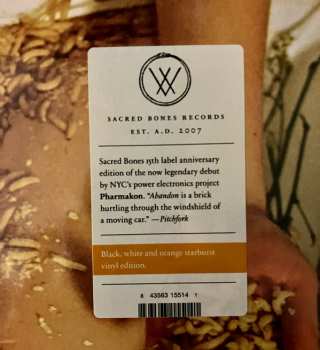 SACRED BONES RECORDS
EST. A.D. 2007
Sacred Bones 15th label anniversary
edition of the now legendary debut
by NYC's power electronics project
Pharmakon. "Abandon is a brick
hurtling through the windshield of
a moving car." —Pitchfork
Black, white and orange starburst
vinyl edition.
8 43563 15514 1